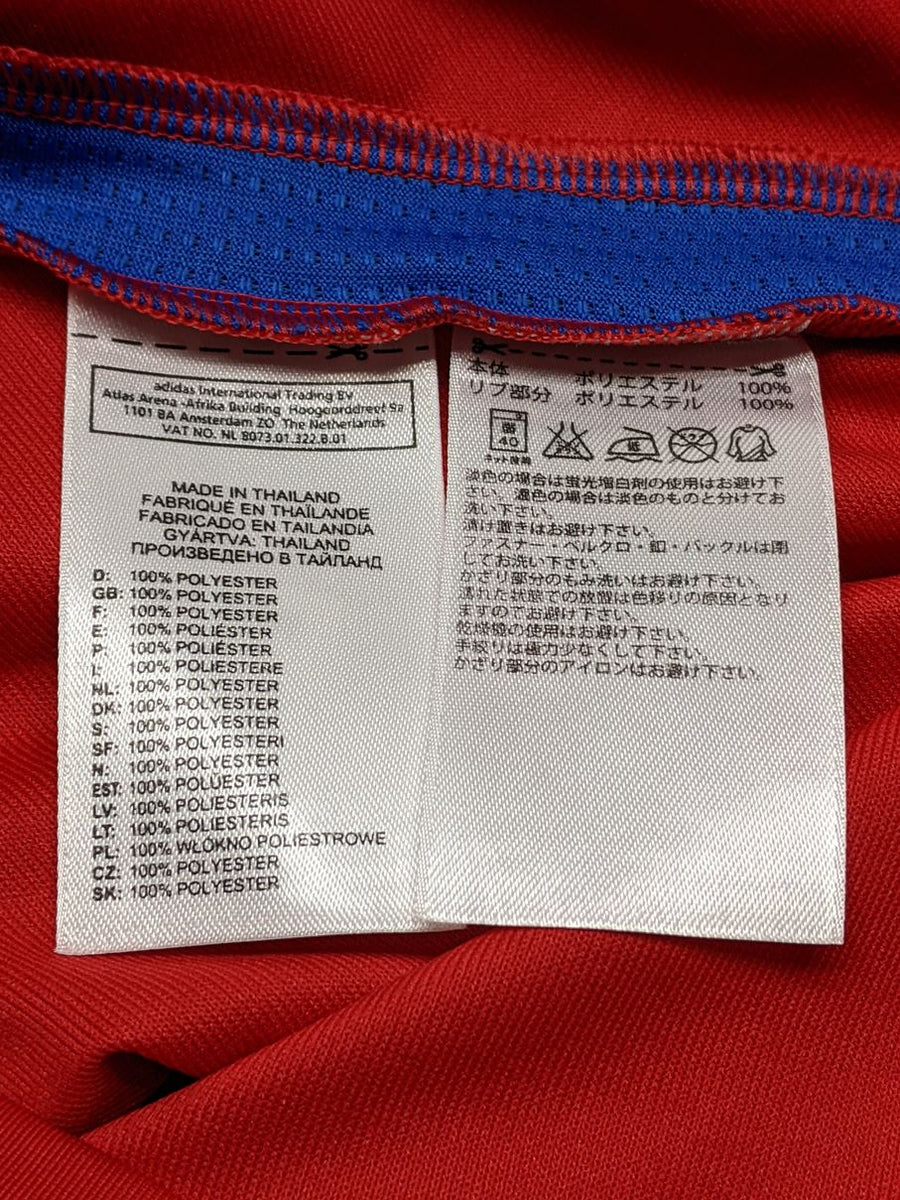 adidas International Trading BV
Atlas Arena -Afrika Building Hoogoorddreef 9a
1101 BA Amsterdam ZO The Netherlands
VAT NO. NL 8073.01.322.B.01
MADE IN THAILAND
FABRIQUÉ EN THAÏLANDE
FABRICADO EN TAILANDIA
GYÁRTVA: THAILAND
ПРОИЗВЕДЕНО В ТАЙЛАНД
D: 100% POLYESTER
GB: 100% POLYESTER
F: 100% POLYESTER
E: 100% POLIÉSTER
P: 100% POLIÉSTER
I: 100% POLIESTERE
NL: 100% POLYESTER
DK: 100% POLYESTER
S: 100% POLYESTER
SF: 100% POLYESTERI
N: 100% POLYESTER
EST: 100% POLÜESTER
LV: 100% POLIESTERIS
LT: 100% POLIESTERIS
PL: 100% WŁÓKNO POLIESTROWE
CZ: 100% POLYESTER
SK: 100% POLYESTER
本体 ポリエステル 100%
リブ部分 ポリエステル 100%
弱 40
ネット使用
淡色の場合は蛍光増白剤の使用はお避け下
さい。濃色の場合は淡色のものと分けてお
洗い下さい。
漬け置きはお避け下さい。
ファスナー・ベルクロ・釦・バックルは閉
してお洗い下さい。
かざり部分のもみ洗いはお避け下さい。
濡れた状態での放置は色移りの原因となり
ますのでお避け下さい。
乾燥機の使用はお避け下さい。
手絞りは極力少なくして下さい。
かざり部分のアイロンはお避け下さい。